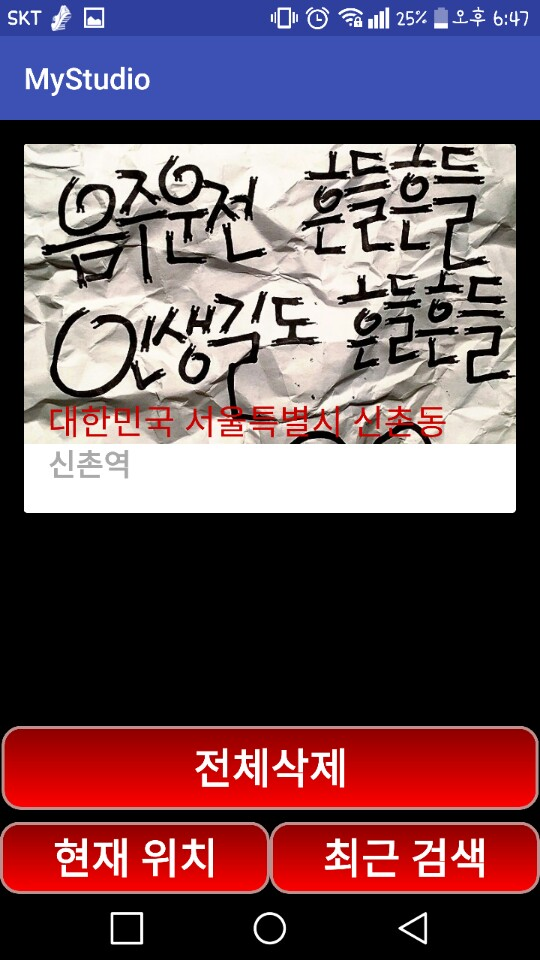 SKT 25% 오후 6:47
MyStudio
음주운전 흔들흔들
인생길도 흔들흔들
대한민국 서울특별시 신촌동
신촌역
전체삭제
현재 위치 최근 검색